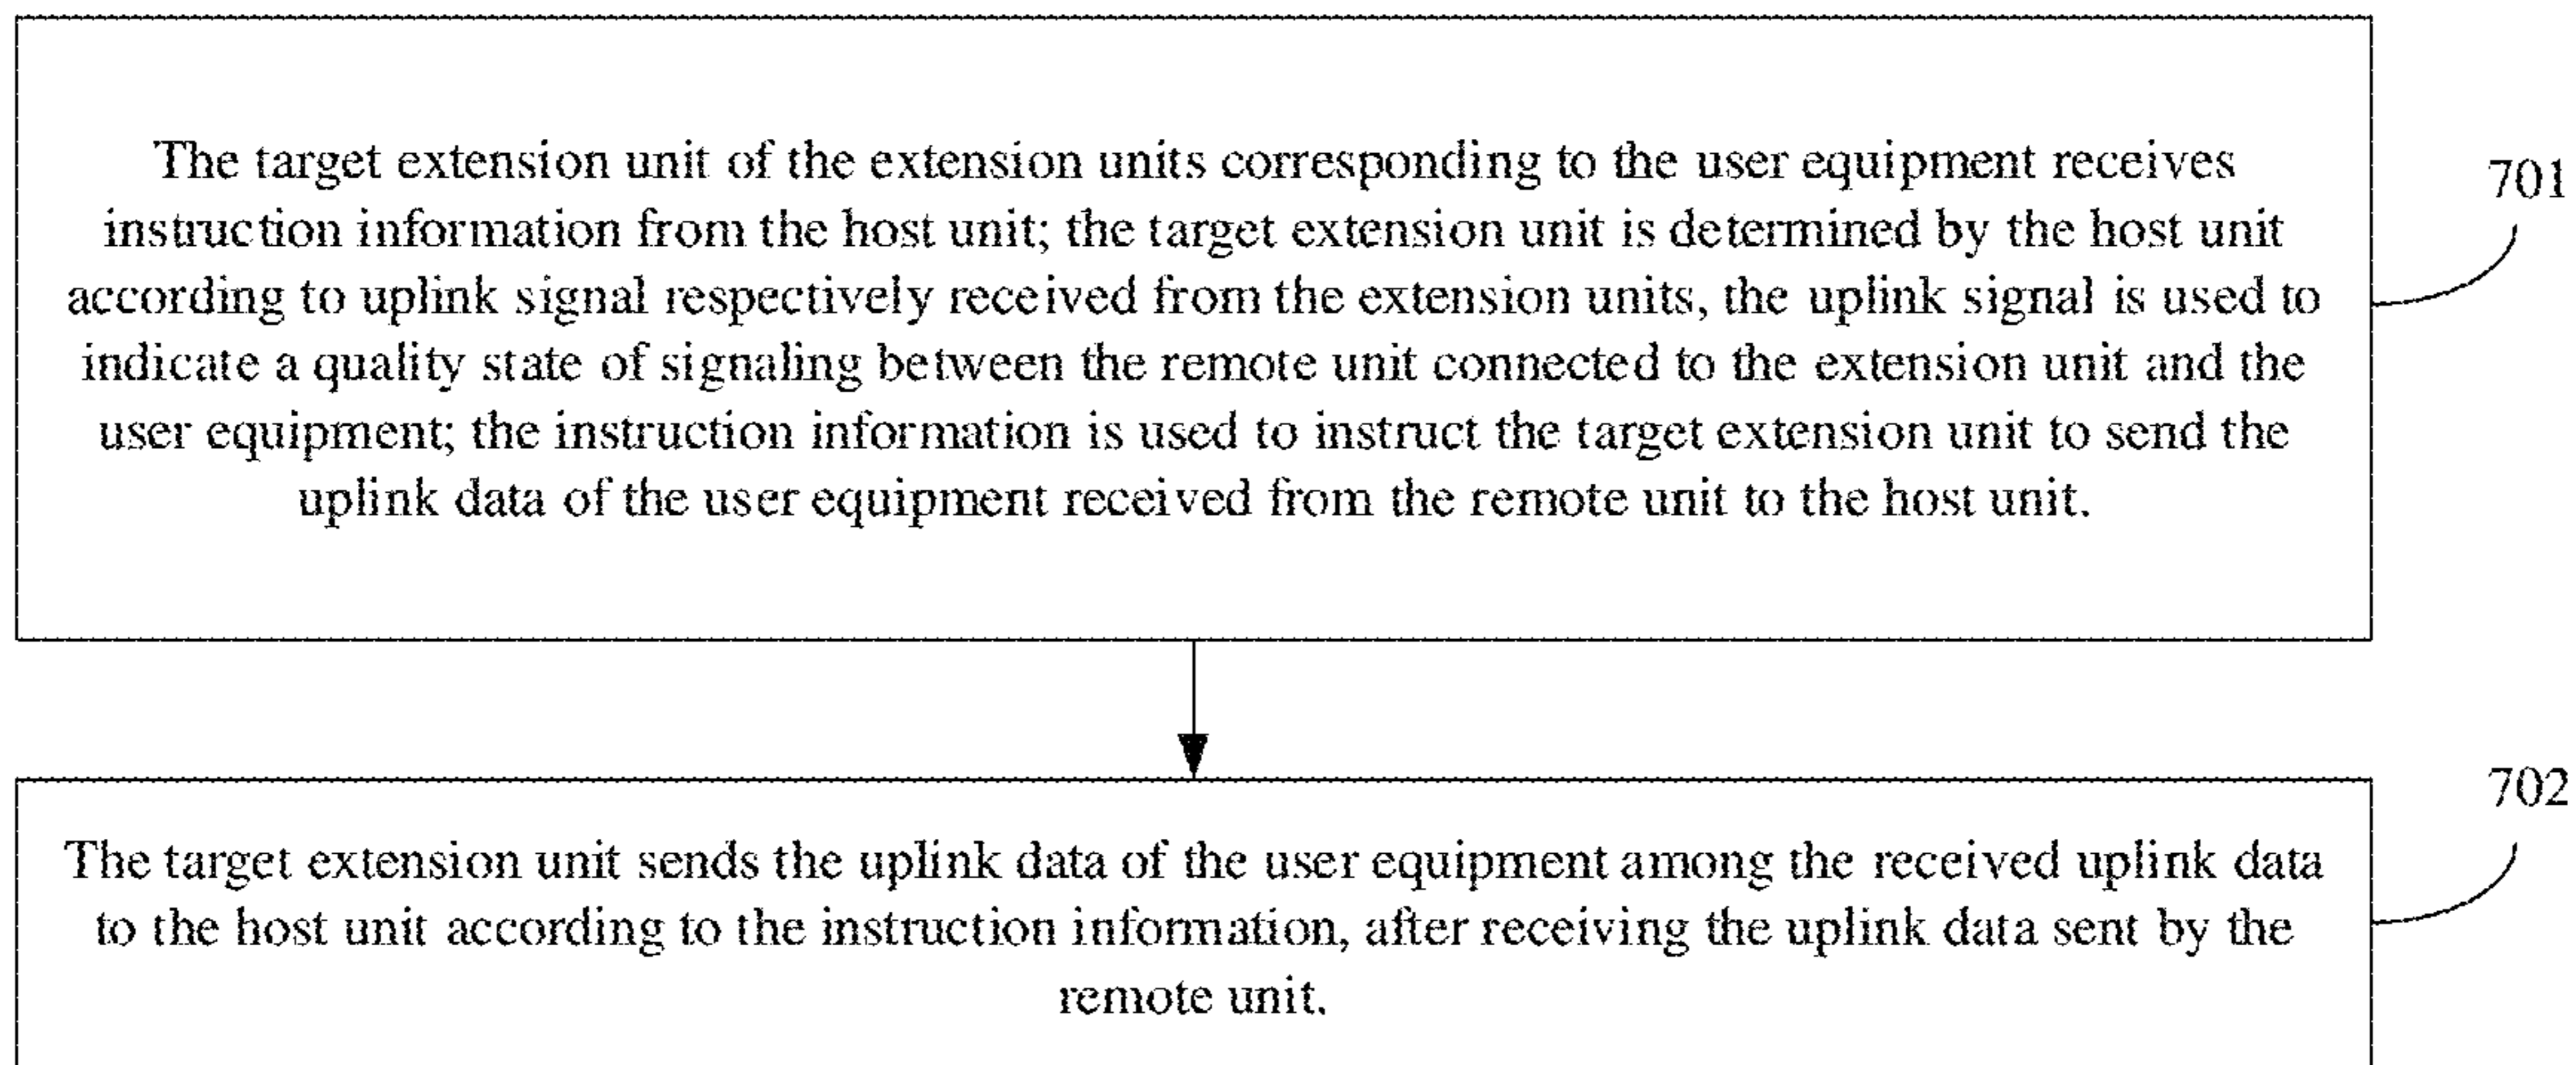 The target extension unit of the extension units corresponding to the user equipment receives
instruction information from the host unit; the target extension unit is determined by the host unit
according to uplink signal respectively received from the extension units, the uplink signal is used to
indicate a quality state of signaling between the remote unit connected to the extension unit and the
user equipment; the instruction information is used to instruct the target extension unit to send the
uplink data of the user equipment received from the remote unit to the host unit.
701
The target extension unit sends the uplink data of the user equipment among the received uplink data
to the host unit according to the instruction information, after receiving the uplink data sent by the
remote unit.
702